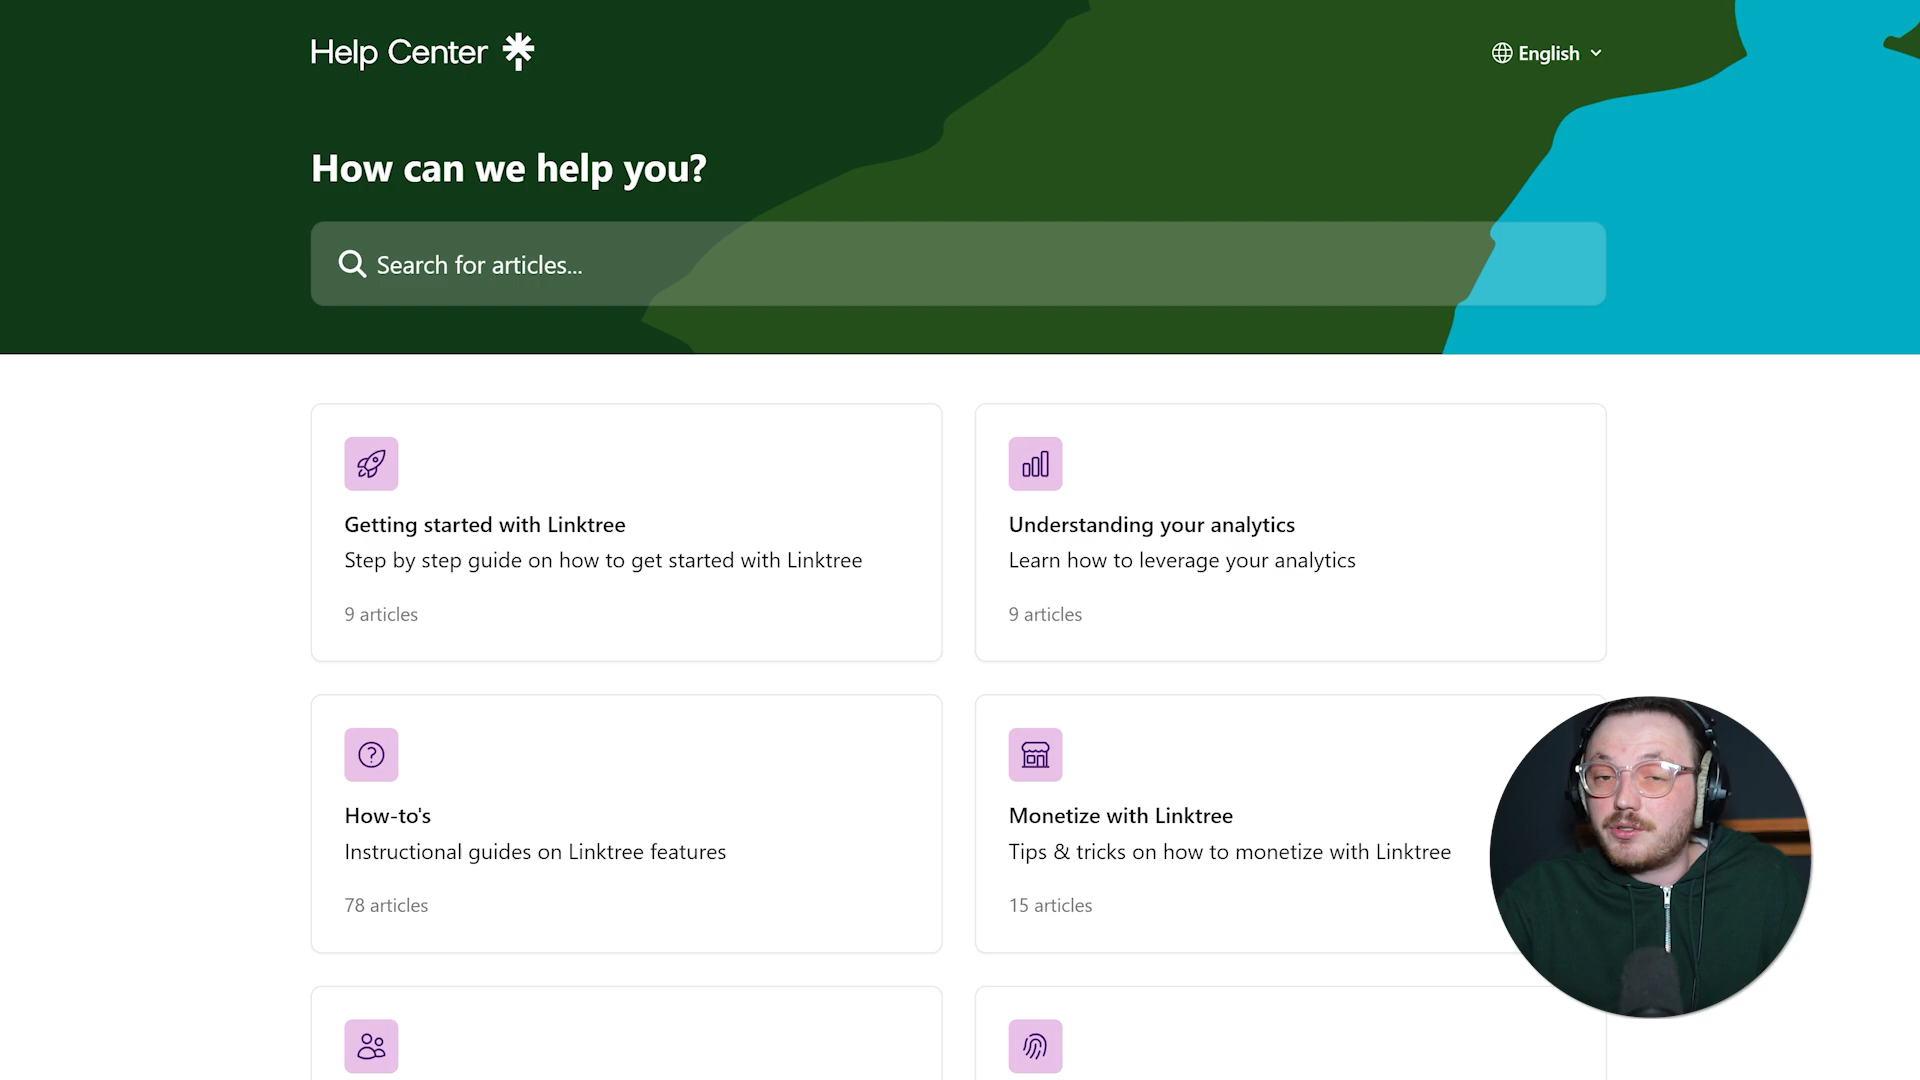 Help Center
English
How can we help you?
Search for articles...
Getting started with Linktree
Step by step guide on how to get started with Linktree
9 articles
Understanding your analytics
Learn how to leverage your analytics
9 articles
How-to's
Instructional guides on Linktree features
78 articles
Monetize with Linktree
Tips & tricks on how to monetize with Linktree
15 articles